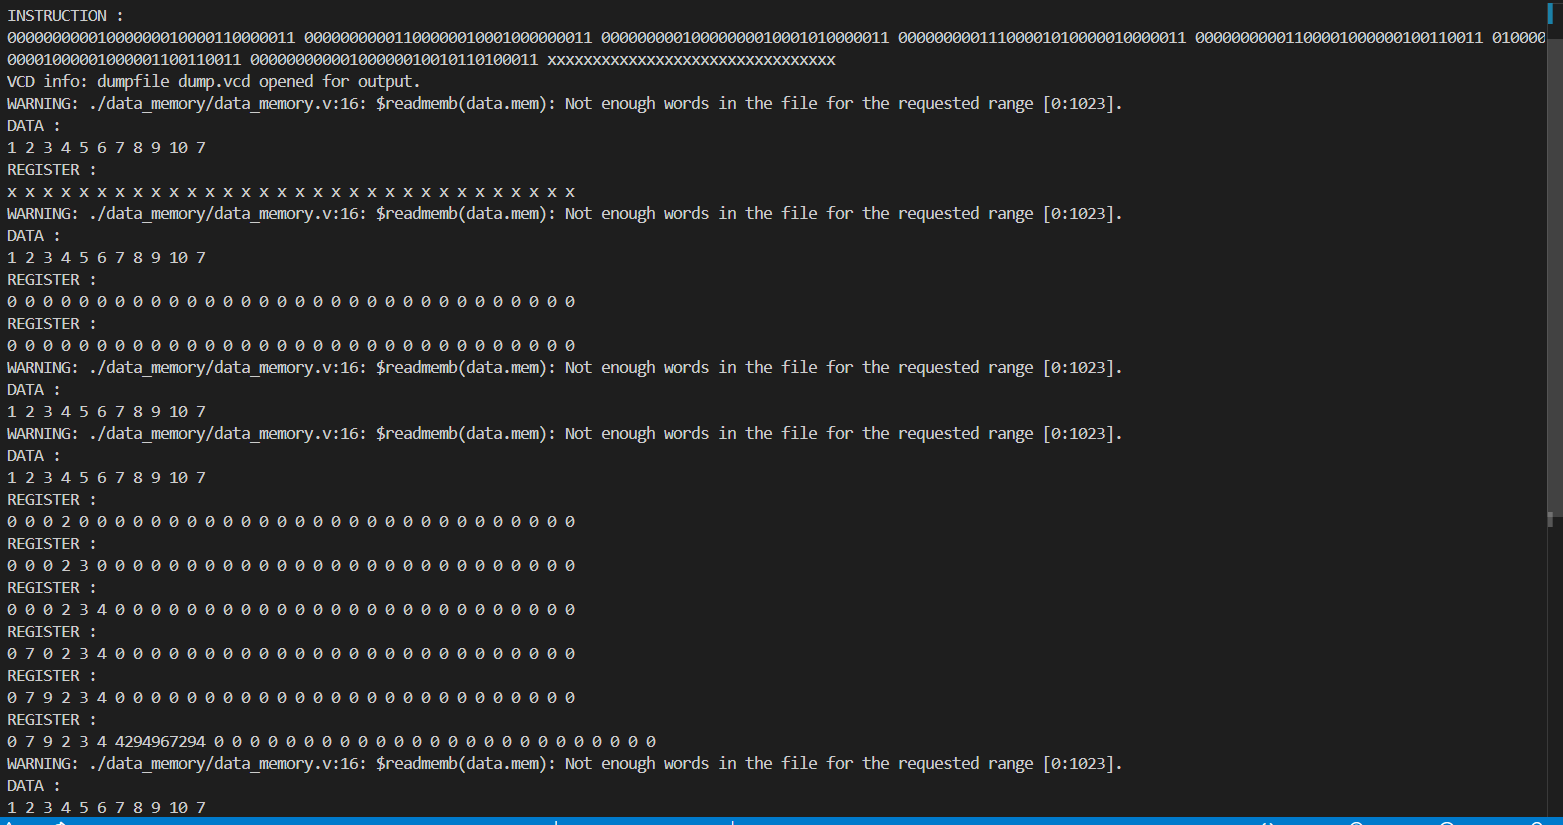 INSTRUCTION :
00000000001000000010000110000011 00000000001100000010001000000011 00000000010000000010001010000011 00000000011100001010000010000011 00000000001100001000000100110011 010000
00001000001000001100110011 00000000000100000010010110100011 xxxxxxxxxxxxxxxxxxxxxxxxxxxxxxxx
VCD info: dumpfile dump.vcd opened for output.
WARNING: ./data_memory/data_memory.v:16: $readmemb(data.mem): Not enough words in the file for the requested range [0:1023].
DATA :
1 2 3 4 5 6 7 8 9 10 7
REGISTER :
x x x x x x x x x x x x x x x x x x x x x x x x x x x x x x x x
WARNING: ./data_memory/data_memory.v:16: $readmemb(data.mem): Not enough words in the file for the requested range [0:1023].
DATA :
1 2 3 4 5 6 7 8 9 10 7
REGISTER :
0 0 0 0 0 0 0 0 0 0 0 0 0 0 0 0 0 0 0 0 0 0 0 0 0 0 0 0 0 0 0 0
REGISTER :
0 0 0 0 0 0 0 0 0 0 0 0 0 0 0 0 0 0 0 0 0 0 0 0 0 0 0 0 0 0 0 0
WARNING: ./data_memory/data_memory.v:16: $readmemb(data.mem): Not enough words in the file for the requested range [0:1023].
DATA :
1 2 3 4 5 6 7 8 9 10 7
WARNING: ./data_memory/data_memory.v:16: $readmemb(data.mem): Not enough words in the file for the requested range [0:1023].
DATA :
1 2 3 4 5 6 7 8 9 10 7
REGISTER :
0 0 0 2 0 0 0 0 0 0 0 0 0 0 0 0 0 0 0 0 0 0 0 0 0 0 0 0 0 0 0 0
REGISTER :
0 0 0 2 3 0 0 0 0 0 0 0 0 0 0 0 0 0 0 0 0 0 0 0 0 0 0 0 0 0 0 0
REGISTER :
0 0 0 2 3 4 0 0 0 0 0 0 0 0 0 0 0 0 0 0 0 0 0 0 0 0 0 0 0 0 0 0
REGISTER :
0 7 0 2 3 4 0 0 0 0 0 0 0 0 0 0 0 0 0 0 0 0 0 0 0 0 0 0 0 0 0 0
REGISTER :
0 7 9 2 3 4 0 0 0 0 0 0 0 0 0 0 0 0 0 0 0 0 0 0 0 0 0 0 0 0 0 0
REGISTER :
0 7 9 2 3 4 4294967294 0 0 0 0 0 0 0 0 0 0 0 0 0 0 0 0 0 0 0 0 0 0 0 0 0
WARNING: ./data_memory/data_memory.v:16: $readmemb(data.mem): Not enough words in the file for the requested range [0:1023].
DATA :
1 2 3 4 5 6 7 8 9 10 7